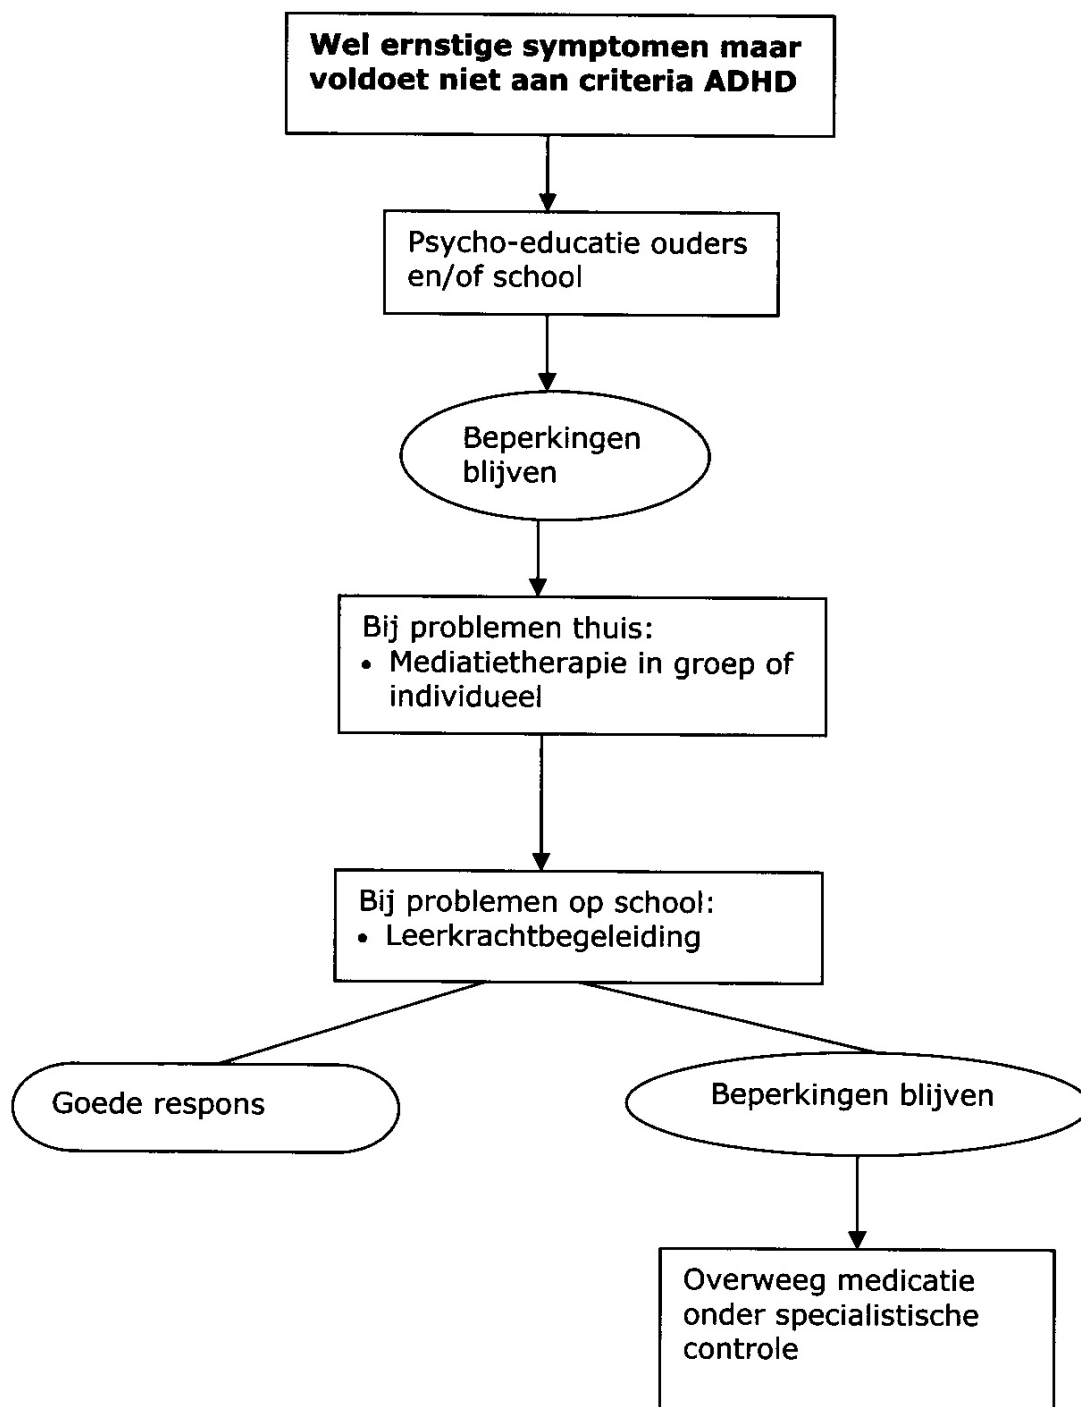 Wel ernstige symptomen maar
voldoet niet aan criteria ADHD
Psycho-educatie ouders
en/of school
Beperkingen
blijven
Bij problemen thuis:
• Mediatietherapie in groep of
individueel
Bij problemen op school:
• Leerkrachtbegeleiding
Goede respons
Beperkingen blijven
Overweeg medicatie
onder specialistische
controle